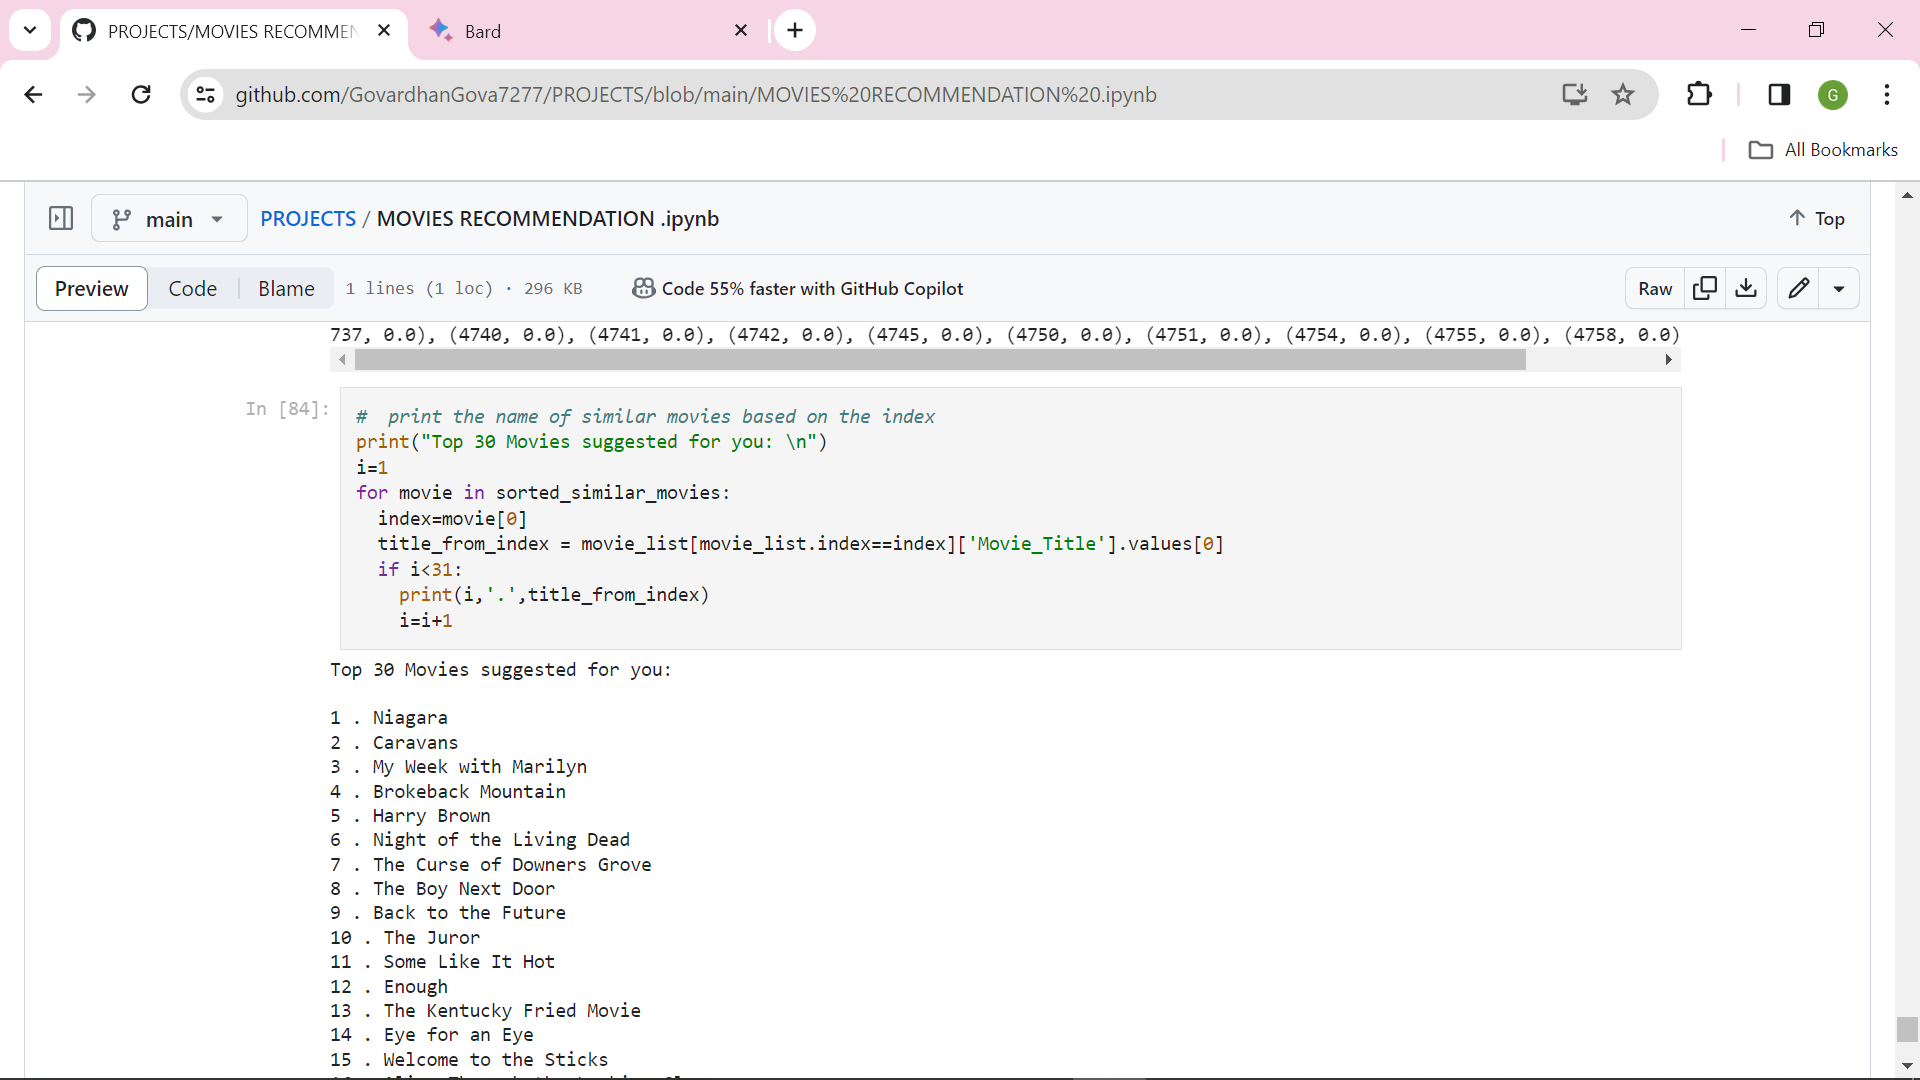 PROJECTS/MOVIES RECOMMEN
Bard
github.com/GovardhanGova7277/PROJECTS/blob/main/MOVIES%20RECOMMENDATION%20.ipynb
G
All Bookmarks
main
PROJECTS / MOVIES RECOMMENDATION .ipynb
Top
Preview
Code
Blame
1 lines (1 loc) · 296 KB
Code 55% faster with GitHub Copilot
Raw
737, 0.0), (4740, 0.0), (4741, 0.0), (4742, 0.0), (4745, 0.0), (4750, 0.0), (4751, 0.0), (4754, 0.0), (4755, 0.0), (4758, 0.0)
In [84]:
#  print the name of similar movies based on the index
print("Top 30 Movies suggested for you: \n")
i=1
for movie in sorted_similar_movies:
  index=movie[0]
  title_from_index = movie_list[movie_list.index==index]['Movie_Title'].values[0]
  if i<31:
    print(i,'.',title_from_index)
    i=i+1
Top 30 Movies suggested for you:
1 . Niagara
2 . Caravans
3 . My Week with Marilyn
4 . Brokeback Mountain
5 . Harry Brown
6 . Night of the Living Dead
7 . The Curse of Downers Grove
8 . The Boy Next Door
9 . Back to the Future
10 . The Juror
11 . Some Like It Hot
12 . Enough
13 . The Kentucky Fried Movie
14 . Eye for an Eye
15 . Welcome to the Sticks